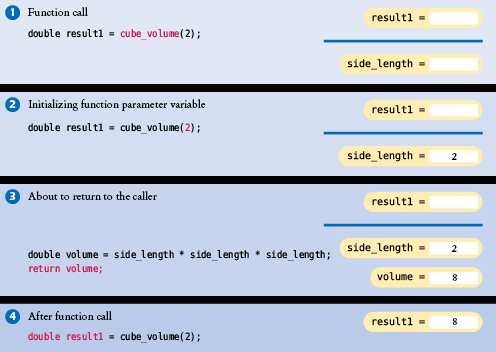 1 Function call
result1 =
double result1 = cube_volume(2);
side_length =
2 Initializing function parameter variable
result1 =
double result1 = cube_volume(2);
side_length = 2
3 About to return to the caller
result1 =
double volume = side_length * side_length * side_length;
side_length = 2
return volume;
volume = 8
4 After function call
result1 = 8
double result1 = cube_volume(2);